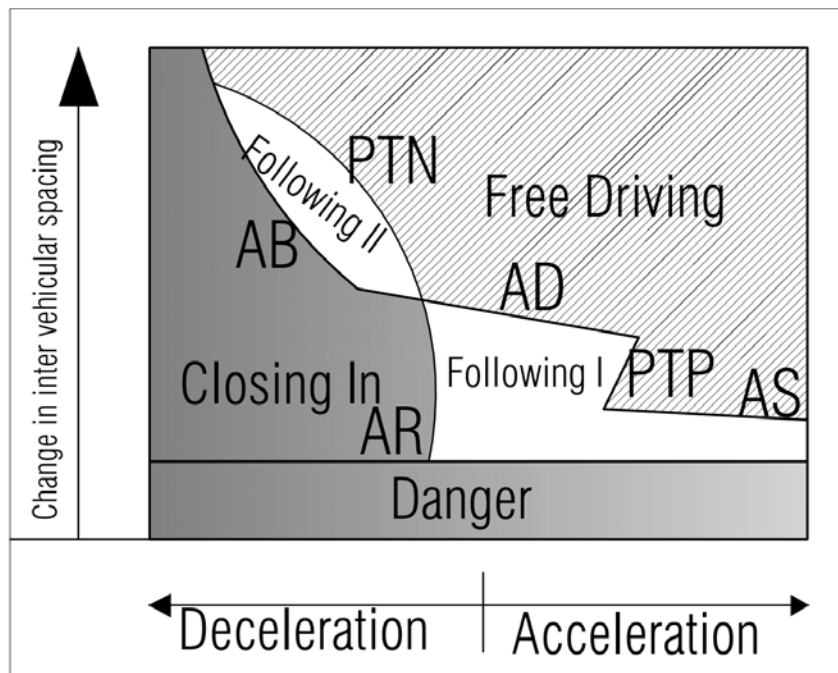 Change in inter vehicular spacing
PTN
Following II
Free Driving
AB
AD
Closing In
Following I
PTP
AS
AR
Danger
Deceleration
Acceleration